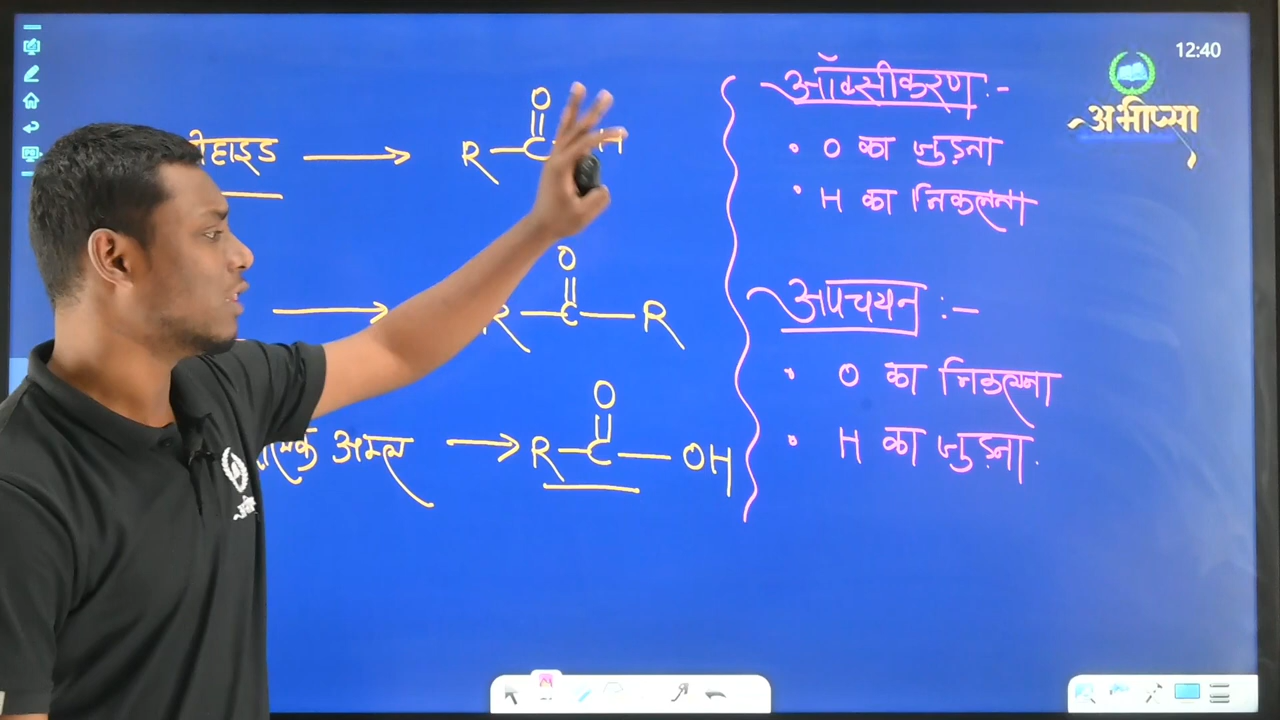 12:40
अभीप्सा
O
R–C H
O
R–C–R
अम्ल → R–C–OH
O
ऑक्सीकरण :-
• O का जुड़ना
• H का निकलना
अपचयन :-
• O का निकलना
• H का जुड़ना.